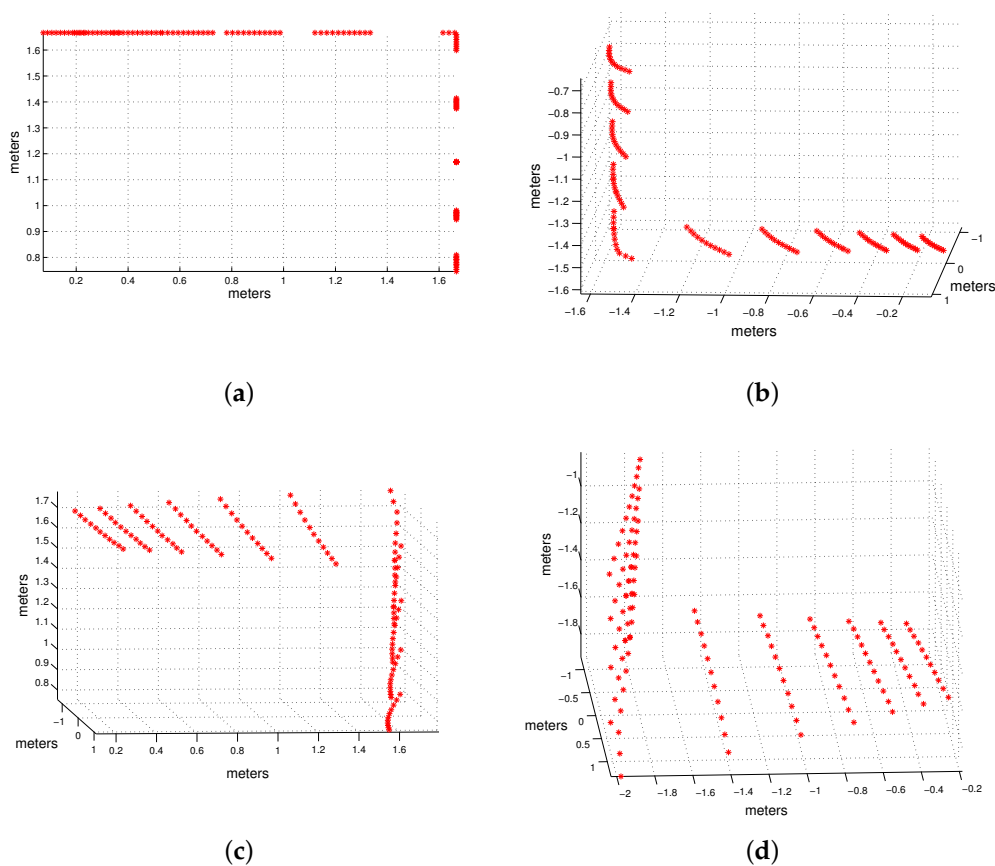 1.6
1.5
1.4
1.3
1.2
1.1
1
0.9
0.8
meters
0.2 0.4 0.6 0.8 1 1.2 1.4 1.6
meters
(a)
−0.7
−0.8
−0.9
−1
−1.1
−1.2
−1.3
−1.4
−1.5
−1.6
meters
−1.6 −1.4 −1.2 −1 −0.8 −0.6 −0.4 −0.2
meters
−1
0
1
meters
(b)
1.7
1.6
1.5
1.4
1.3
1.2
1.1
1
0.9
0.8
meters
−1
0
1
meters
0.2 0.4 0.6 0.8 1 1.2 1.4 1.6
meters
(c)
−1
−1.2
−1.4
−1.6
−1.8
meters
−1
−0.5
0
0.5
1
meters
−2 −1.8 −1.6 −1.4 −1.2 −1 −0.8 −0.6 −0.4 −0.2
meters
(d)